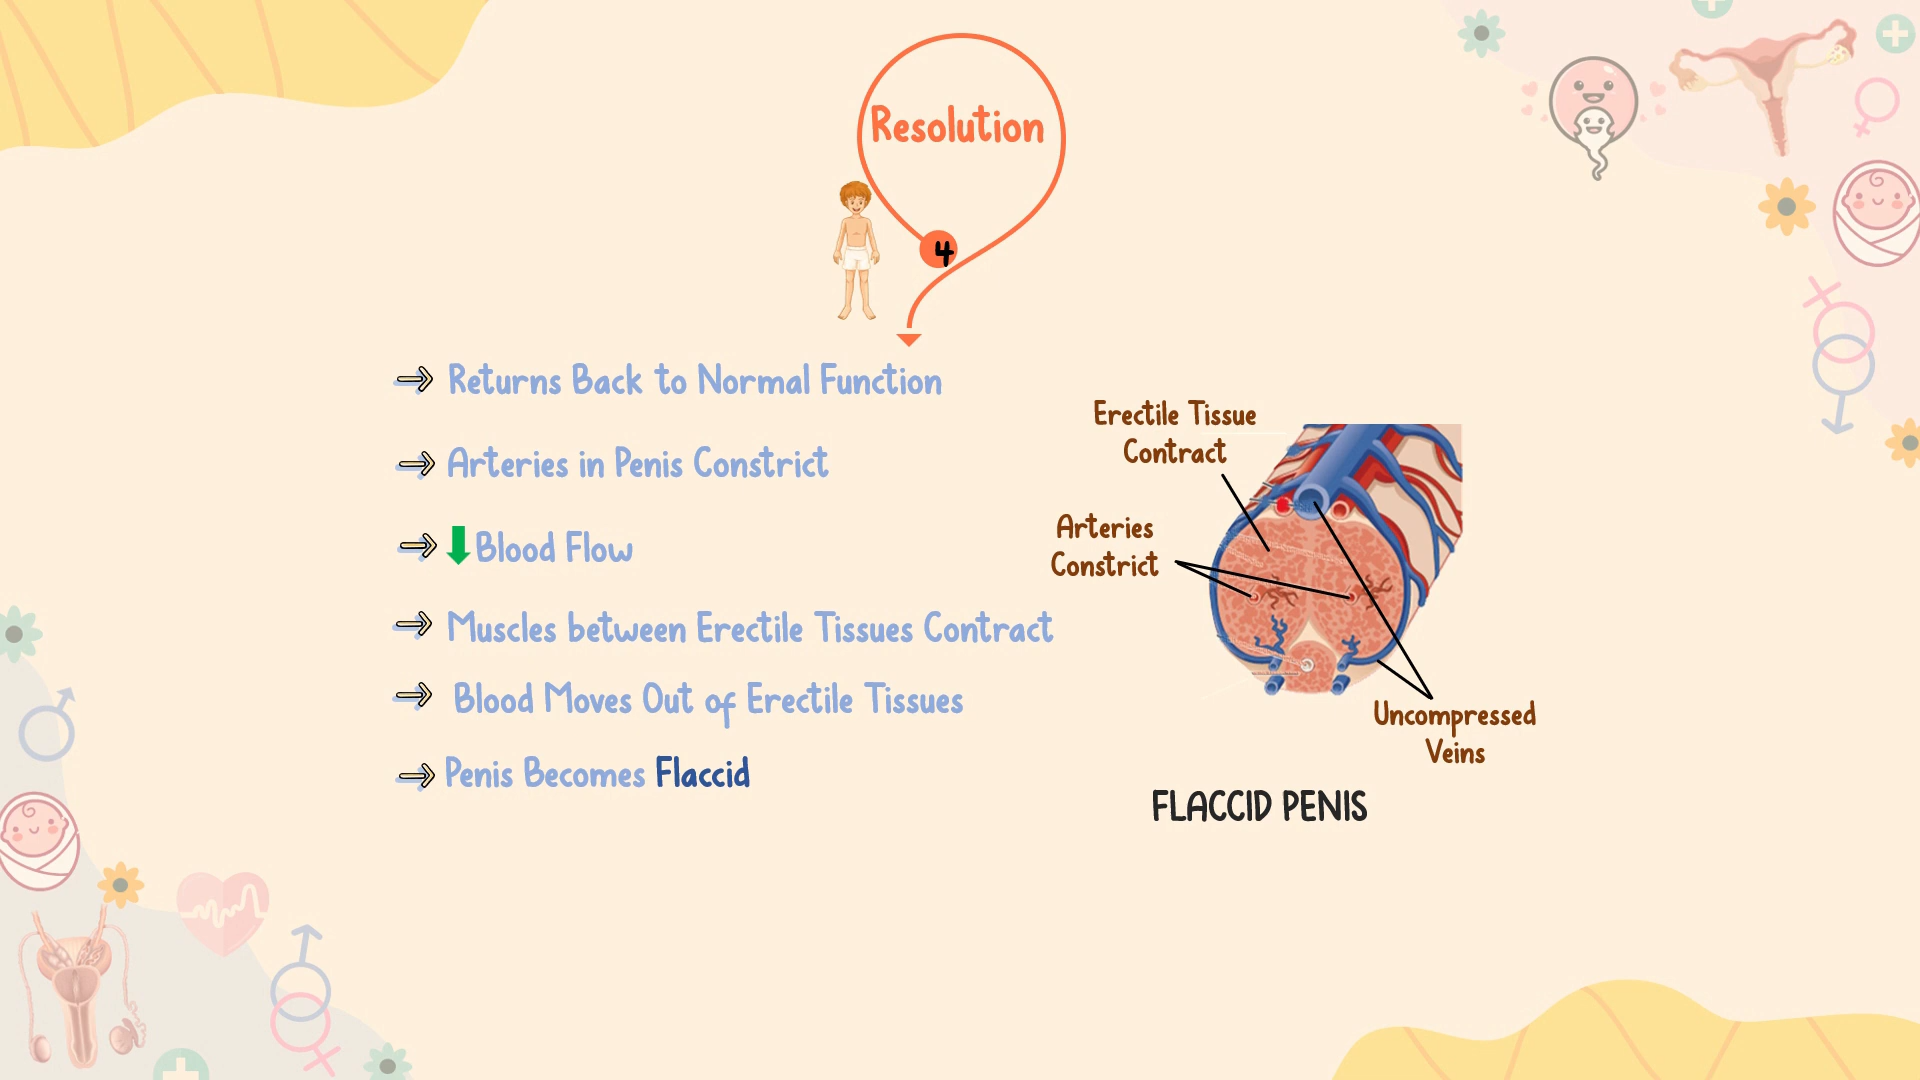 Resolution
4
Returns Back to Normal Function
Arteries in Penis Constrict
Blood Flow
Muscles between Erectile Tissues Contract
Blood Moves Out of Erectile Tissues
Penis Becomes Flaccid
Erectile Tissue
Contract
Arteries
Constrict
Uncompressed
Veins
FLACCID PENIS